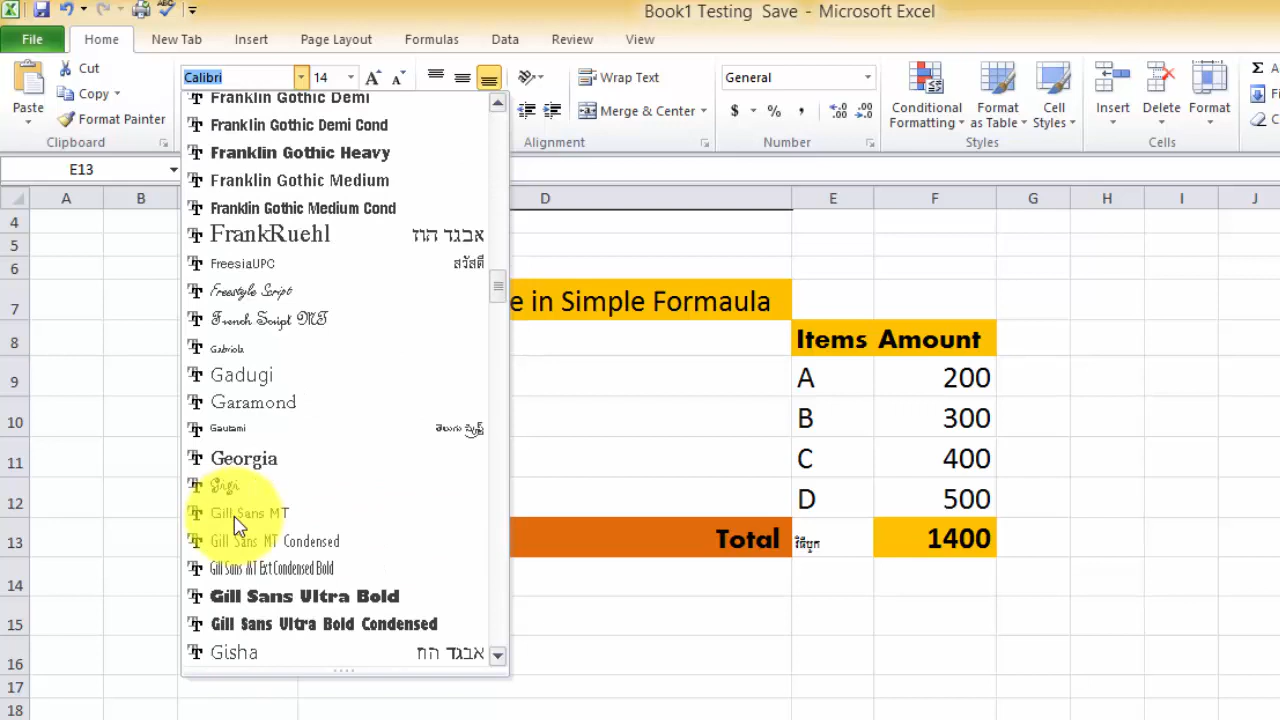 Book1 Testing Save - Microsoft Excel
File Home New Tab Insert Page Layout Formulas Data Review View
Cut
Copy
Format Painter
Paste
Clipboard
Calibri 14
Wrap Text
Merge & Center
Alignment
General
$ % ,
Number
Conditional Formatting
Format as Table
Cell Styles
Styles
Insert Delete Format
Cells
E13
A B D E F G H I J
Franklin Gothic Demi
Franklin Gothic Demi Cond
Franklin Gothic Heavy
Franklin Gothic Medium
Franklin Gothic Medium Cond
FrankRuehl אבגד הוז
FreesiaUPC สวัสดี
Freestyle Script
French Script MT
Gabriola
Gadugi
Garamond
Gautami
Georgia
Gigi
Gill Sans MT
Gill Sans MT Condensed
Gill Sans MT Ext Condensed Bold
Gill Sans Ultra Bold
Gill Sans Ultra Bold Condensed
Gisha אבגד הוז
4
5
6
7 e in Simple Formaula
8 Items Amount
9 A 200
10 B 300
11 C 400
12 D 500
13 Total រឺធីបូក 1400
14
15
16
17
18